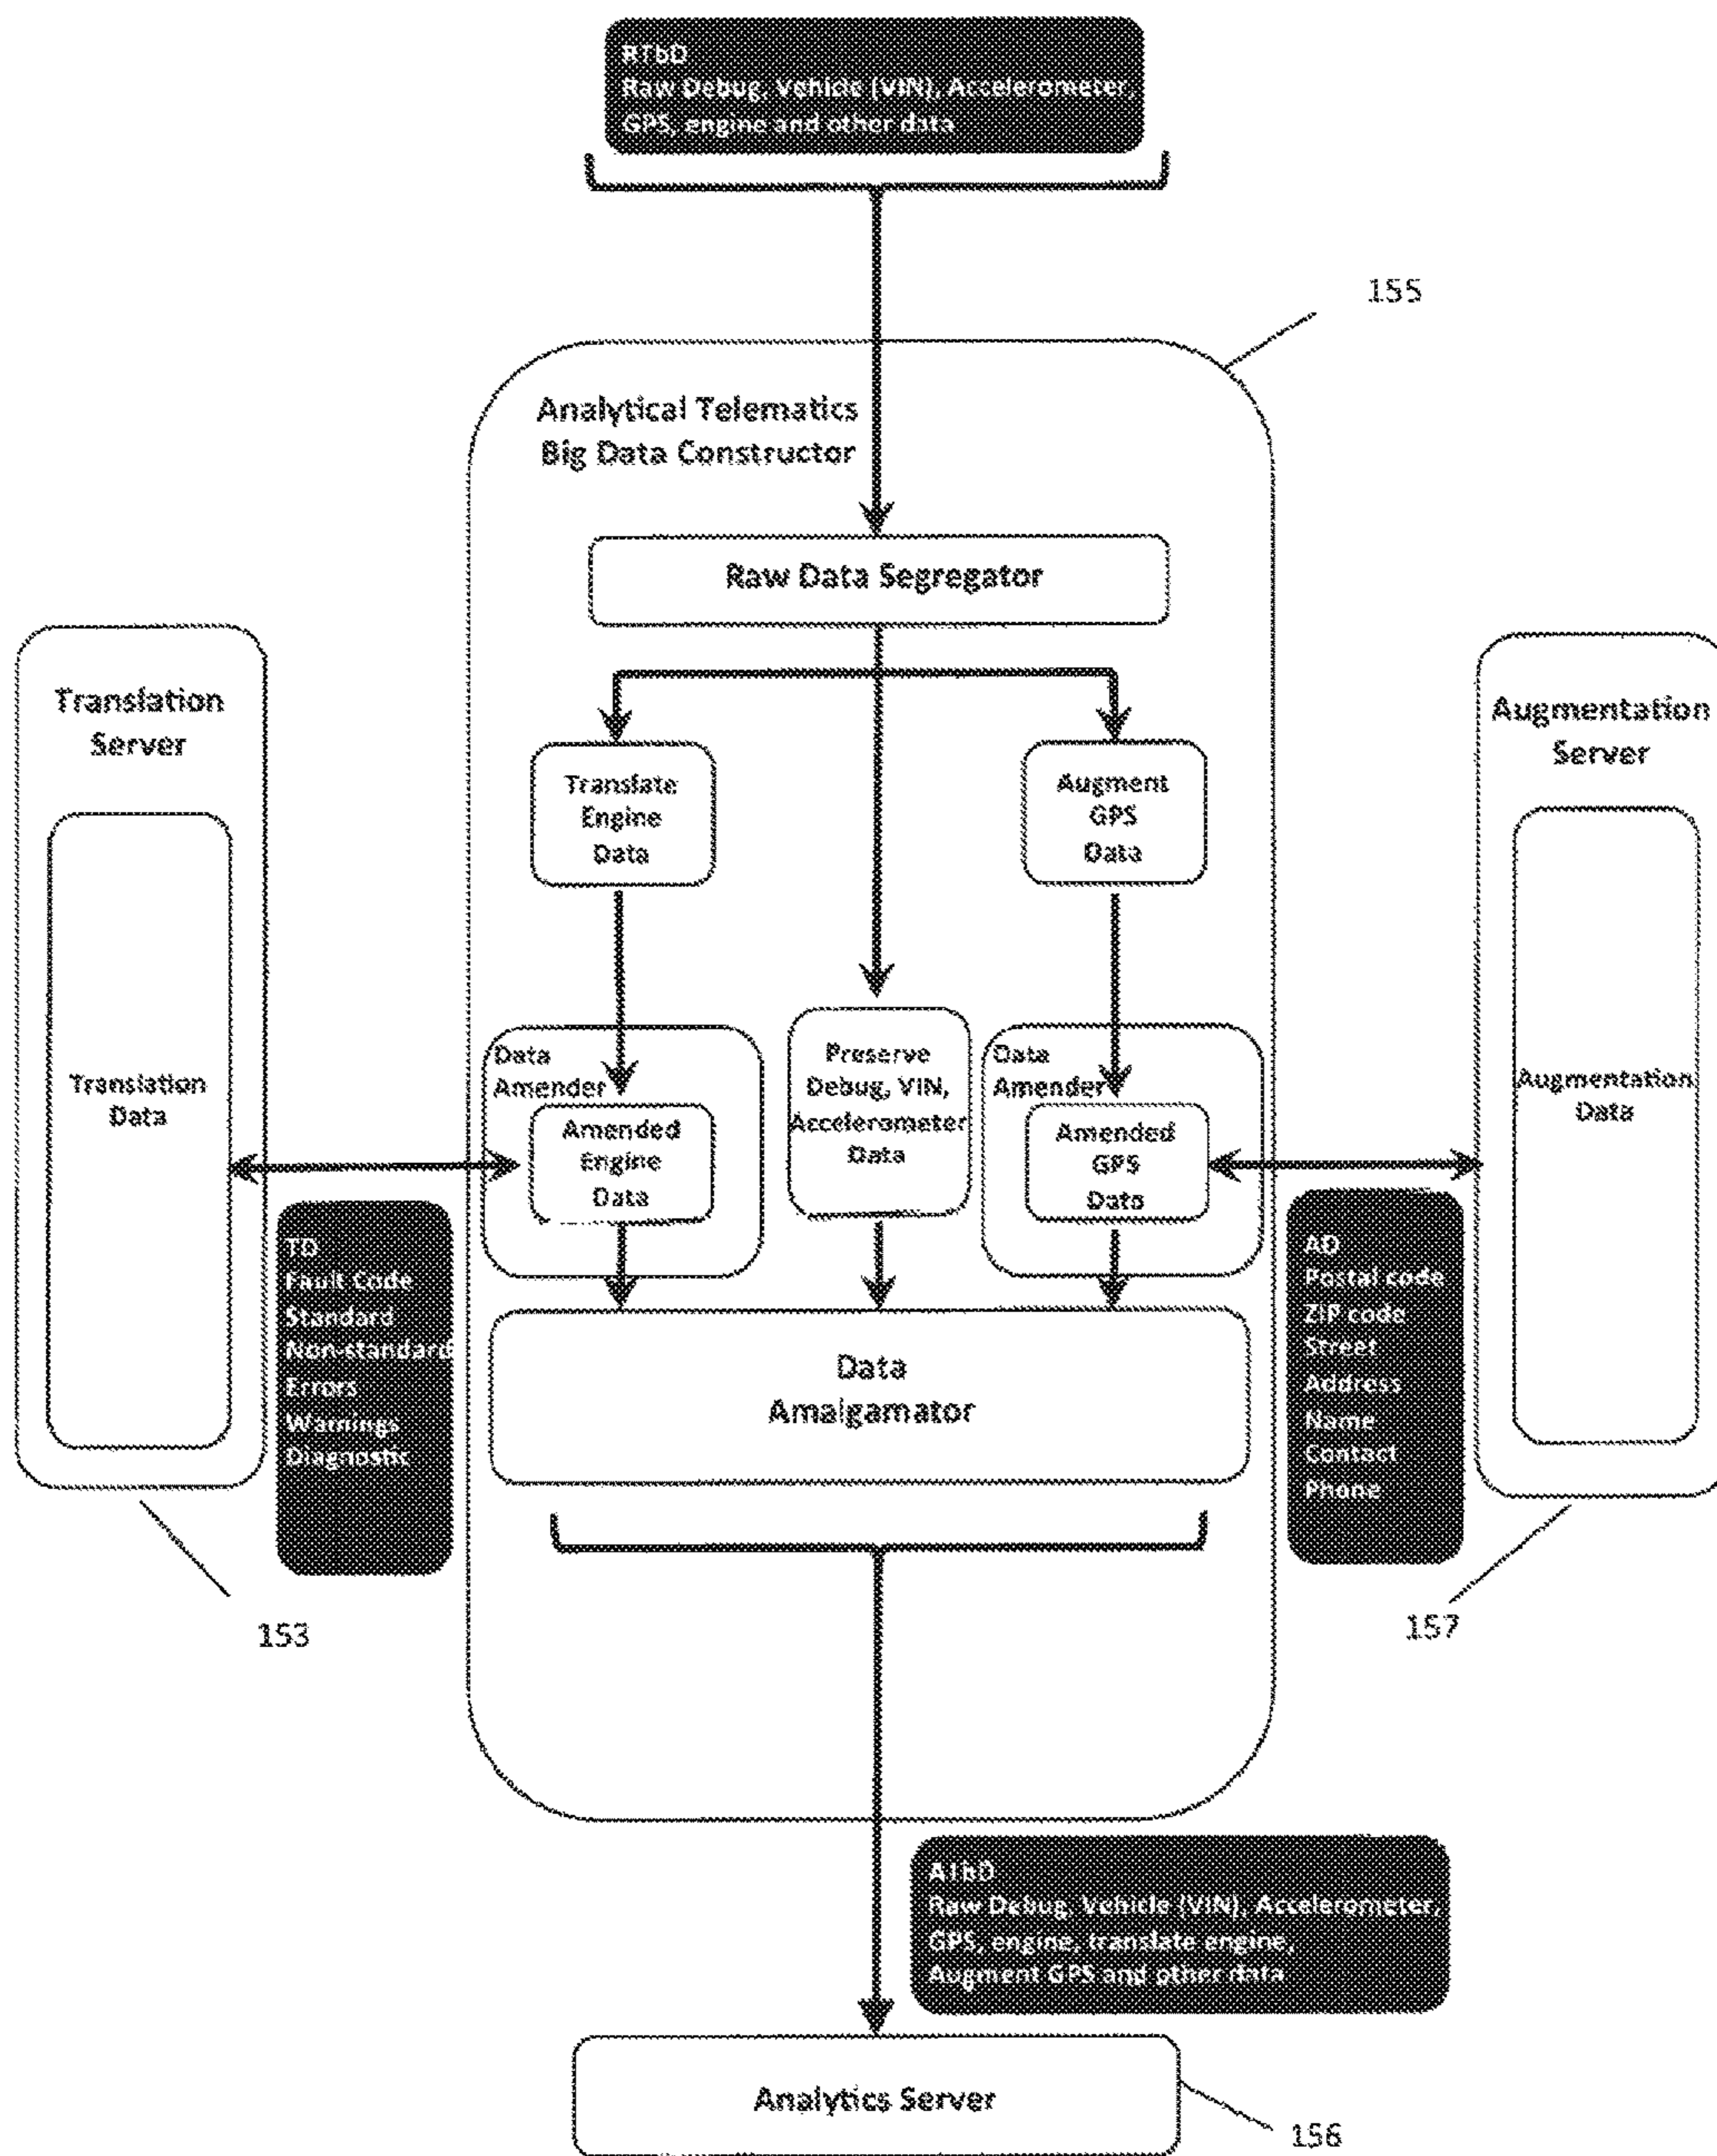 RTbD
Raw Debug, Vehicle (VIN), Accelerometer,
GPS, engine and other data
155
Analytical Telematics
Big Data Constructor
Raw Data Segregator
Translation
Server
Augmentation
Server
Translate
Engine
Data
Augment
GPS
Data
Translation
Data
Data
Amender
Amended
Engine
Data
Preserve
Debug, VIN,
Accelerometer
Data
Data
Amender
Amended
GPS
Data
Augmentation
Data
TD
Fault Code
Standard
Non-standard
Errors
Warnings
Diagnostic
AD
Postal code
ZIP code
Street
Address
Name
Contact
Phone
Data
Amalgamator
153
157
ATbD
Raw Debug, Vehicle (VIN), Accelerometer,
GPS, engine, translate engine,
Augment GPS and other data
Analytics Server
156